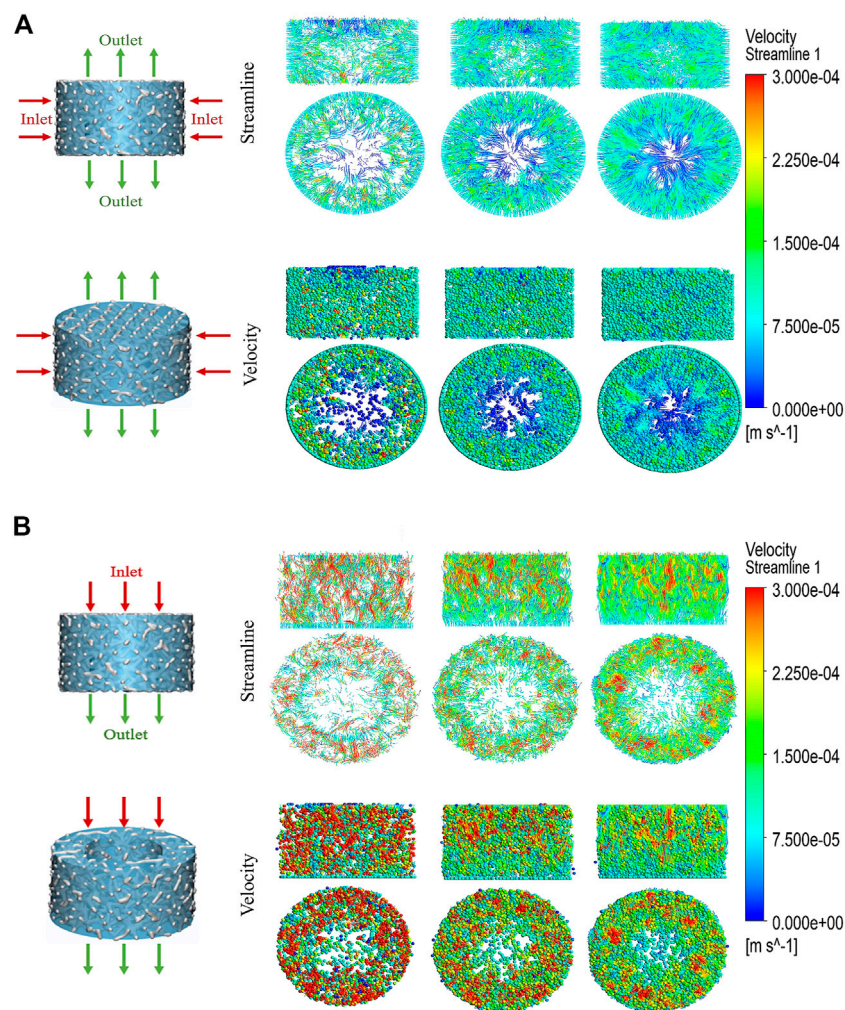 A
Outlet
Inlet
Inlet
Outlet
Streamline
Velocity
Velocity
Streamline 1
3.000e-04
2.250e-04
1.500e-04
7.500e-05
0.000e+00
[m s^-1]
B
Inlet
Outlet
Streamline
Velocity
Velocity
Streamline 1
3.000e-04
2.250e-04
1.500e-04
7.500e-05
0.000e+00
[m s^-1]